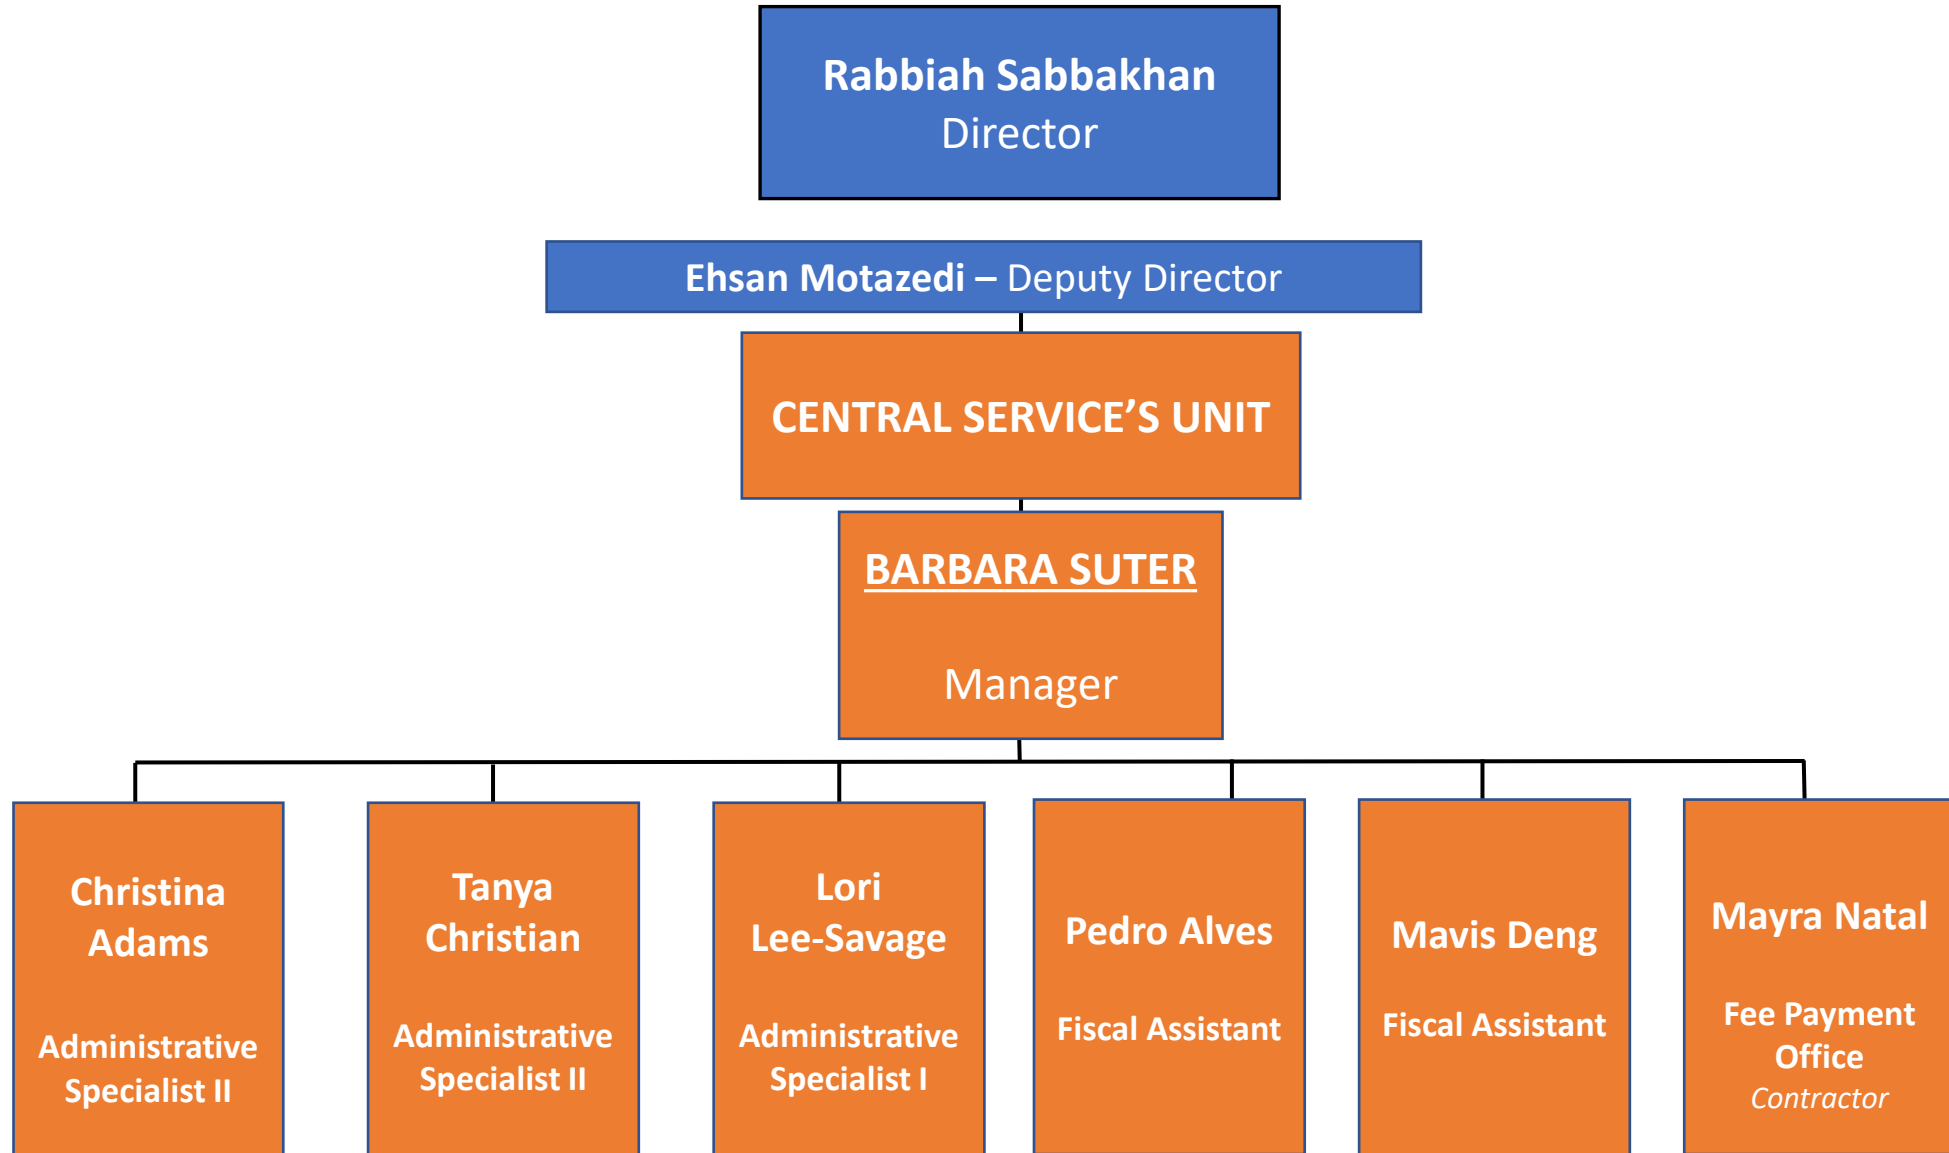 Rabbiah Sabbakhan
Director
Ehsan Motazedi – Deputy Director
CENTRAL SERVICE’S UNIT
BARBARA SUTER
Manager
Christina
Adams
Administrative
Specialist II
Tanya
Christian
Administrative
Specialist II
Lori
Lee-Savage
Administrative
Specialist I
Pedro Alves
Fiscal Assistant
Mavis Deng
Fiscal Assistant
Mayra Natal
Fee Payment
Office
Contractor